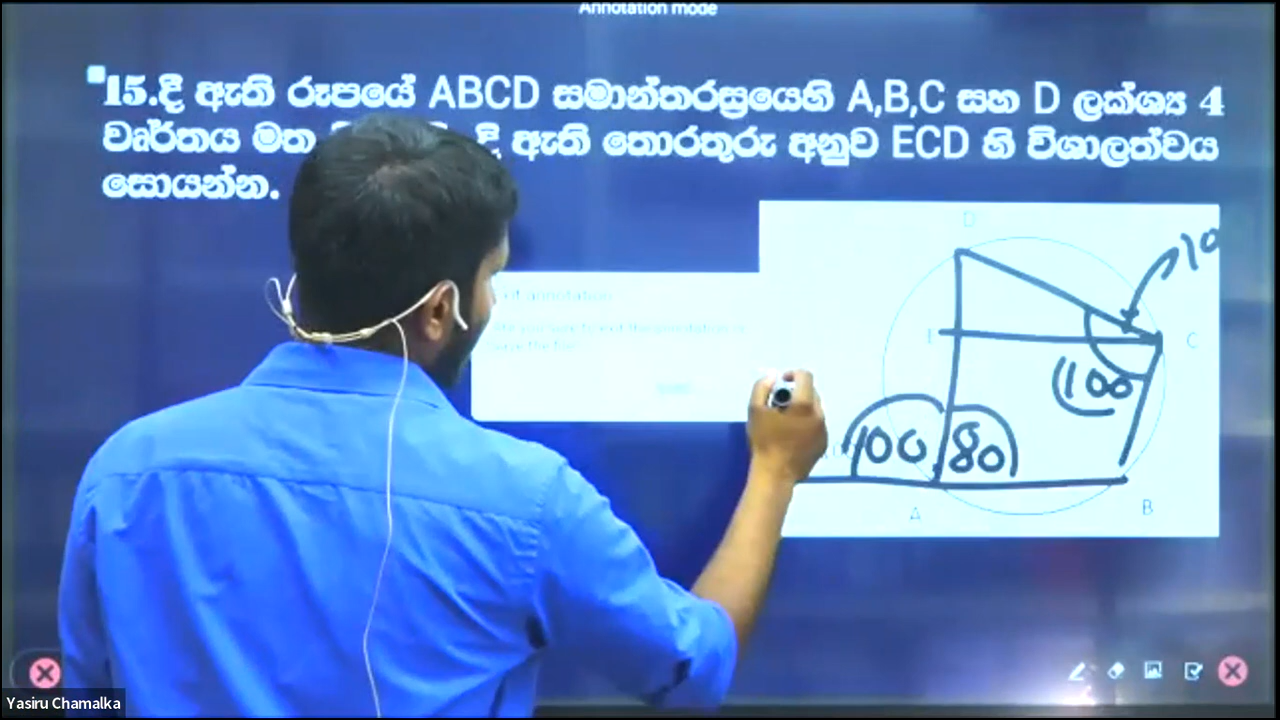 Annotation mode
15.දී ඇති රූපයේ ABCD සමාන්තරස්‍රයෙහි A,B,C සහ D ලක්ශ්‍ය 4
වෘර්තය මත දී ඇති තොරතුරු අනුව ECD හි විශාලත්වය
සොයන්න.
D
10
C
100
100 80
A
B
Yasiru Chamalka